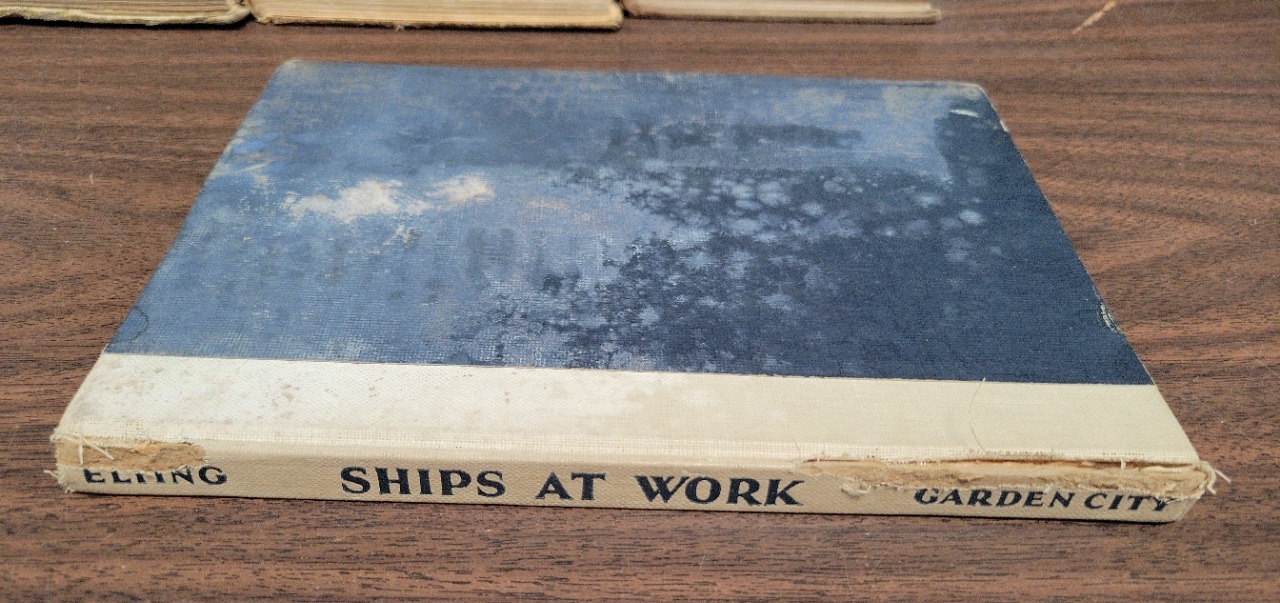 ELTING SHIPS AT WORK GARDEN CITY